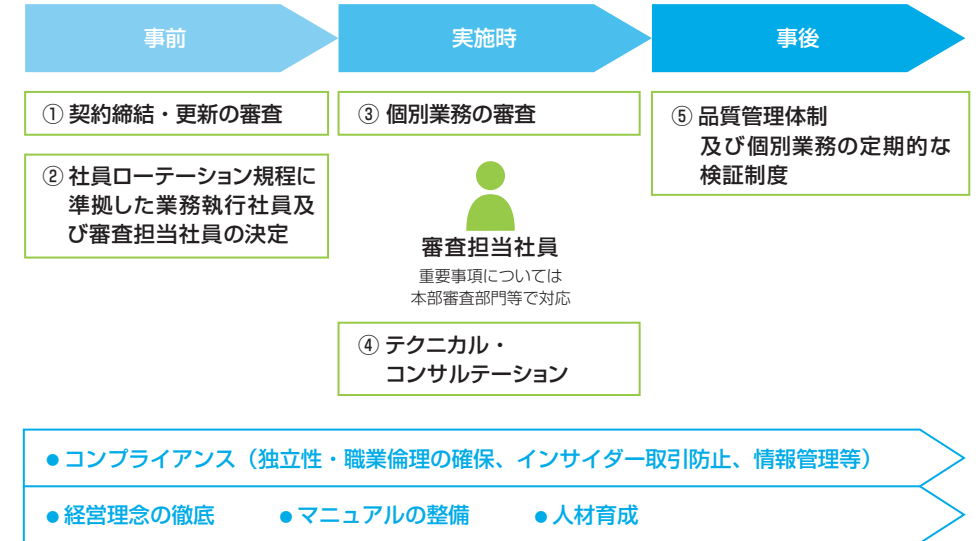 事前
実施時
事後
① 契約締結・更新の審査
② 社員ローテーション規程に
準拠した業務執行社員及
び審査担当社員の決定
③ 個別業務の審査
審査担当社員
重要事項については
本部審査部門等で対応
④ テクニカル・
コンサルテーション
⑤ 品質管理体制
及び個別業務の定期的な
検証制度
●コンプライアンス（独立性・職業倫理の確保、インサイダー取引防止、情報管理等）
●経営理念の徹底 ●マニュアルの整備 ●人材育成